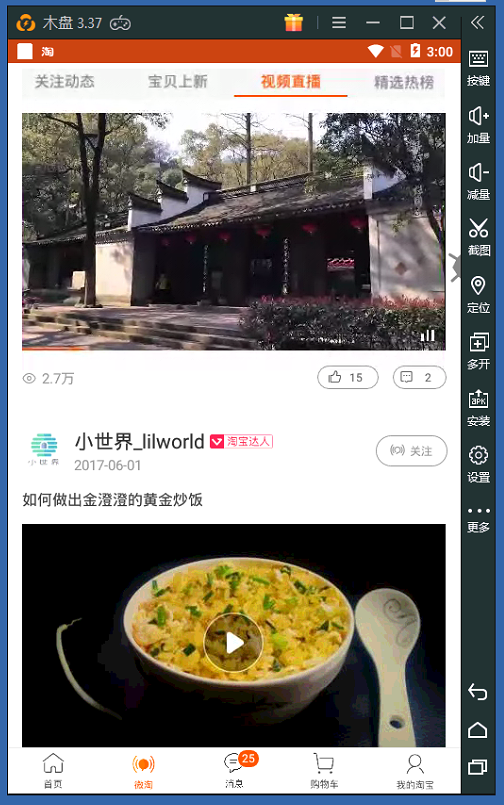 木盘 3.37
淘 3:00
关注动态 宝贝上新 视频直播 精选热榜
2.7万 15 2
小世界_lilworld 淘宝达人
小世界
2017-06-01
关注
如何做出金澄澄的黄金炒饭
首页 微淘 消息 25 购物车 我的淘宝
按键
加量
减量
截图
定位
多开
APK
安装
设置
更多